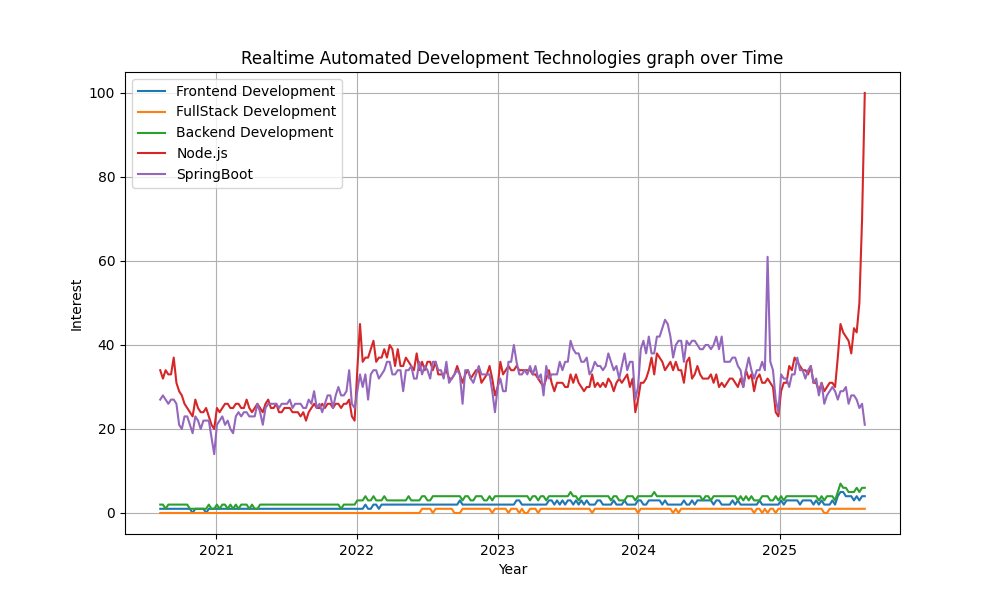 Realtime Automated Development Technologies graph over Time
Frontend Development
FullStack Development
Backend Development
Node.js
SpringBoot
100
80
60
40
20
0
Interest
2021 2022 2023 2024 2025
Year